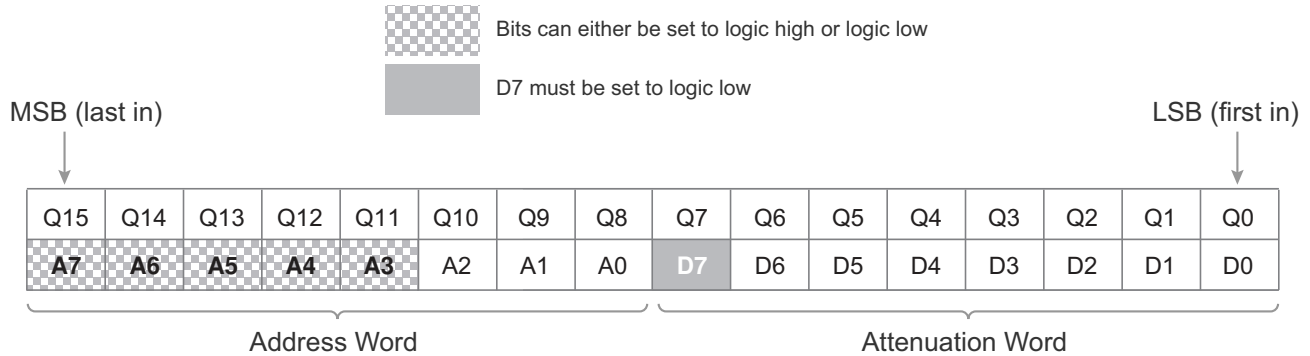 Bits can either be set to logic high or logic low
D7 must be set to logic low
MSB (last in)
LSB (first in)
Q15 Q14 Q13 Q12 Q11 Q10 Q9 Q8 Q7 Q6 Q5 Q4 Q3 Q2 Q1 Q0
A7 A6 A5 A4 A3 A2 A1 A0 D7 D6 D5 D4 D3 D2 D1 D0
Address Word
Attenuation Word